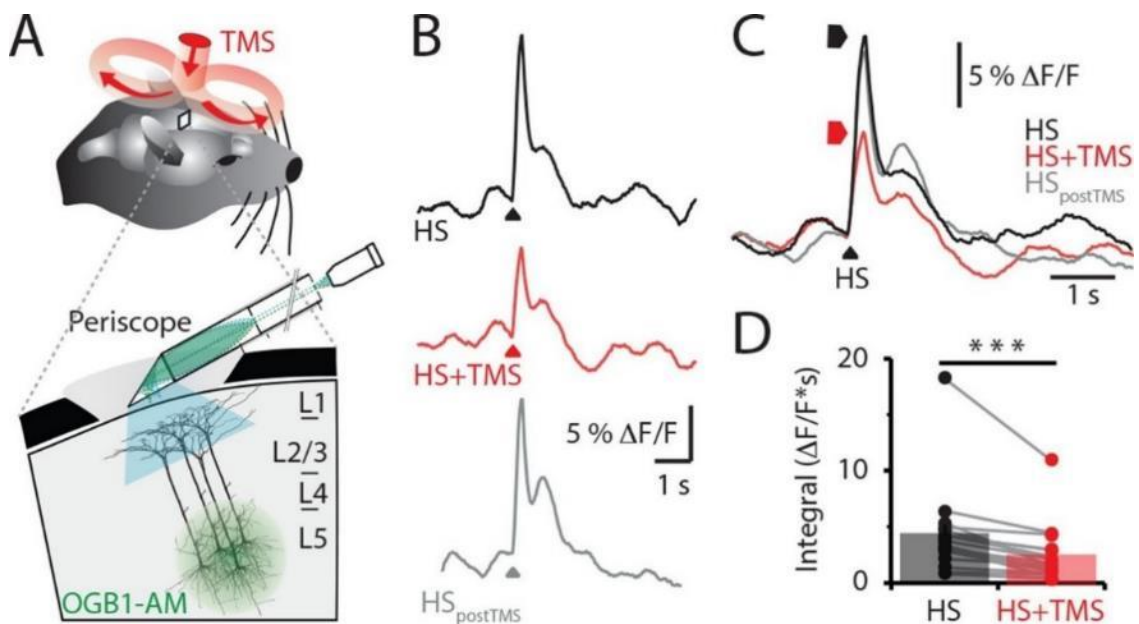 A
TMS
Periscope
L1
L2/3
L4
L5
OGB1-AM
B
HS
HS+TMS
5 % ΔF/F
1 s
HSpostTMS
C
5 % ΔF/F
HS
HS+TMS
HSpostTMS
HS
1 s
D
***
20
10
0
Integral (ΔF/F*s)
HS
HS+TMS